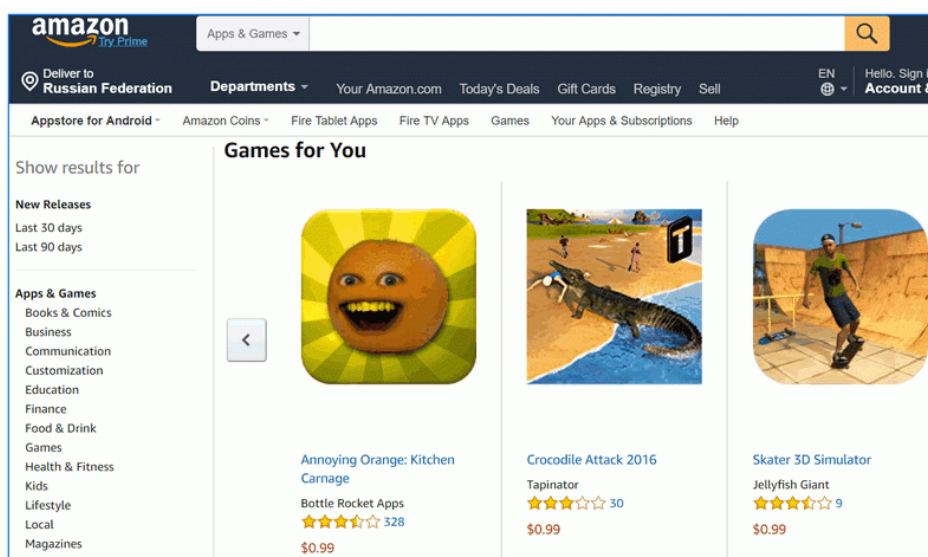 amazon
Try Prime
Apps & Games
Deliver to
Russian Federation
Departments
Your Amazon.com
Today's Deals
Gift Cards
Registry
Sell
EN
Hello. Sign
Account &
Appstore for Android
Amazon Coins
Fire Tablet Apps
Fire TV Apps
Games
Your Apps & Subscriptions
Help
Show results for
New Releases
Last 30 days
Last 90 days
Apps & Games
Books & Comics
Business
Communication
Customization
Education
Finance
Food & Drink
Games
Health & Fitness
Kids
Lifestyle
Local
Magazines
Games for You
T
Annoying Orange: Kitchen
Carnage
Bottle Rocket Apps
328
$0.99
Crocodile Attack 2016
Tapinator
30
$0.99
Skater 3D Simulator
Jellyfish Giant
9
$0.99